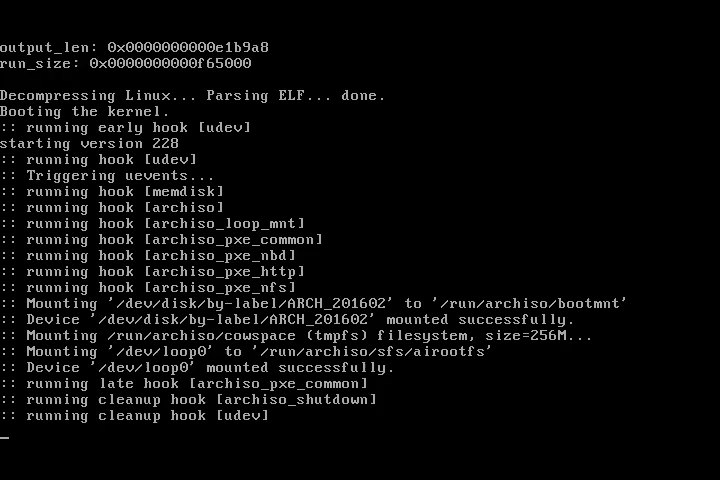 output_len: 0x0000000000e1b9a8
run_size: 0x0000000000f65000
Decompressing Linux... Parsing ELF... done.
Booting the kernel.
:: running early hook [udev]
starting version 228
:: running hook [udev]
:: Triggering uevents...
:: running hook [memdisk]
:: running hook [archiso]
:: running hook [archiso_loop_mnt]
:: running hook [archiso_pxe_common]
:: running hook [archiso_pxe_nbd]
:: running hook [archiso_pxe_http]
:: running hook [archiso_pxe_nfs]
:: Mounting '/dev/disk/by-label/ARCH_201602' to '/run/archiso/bootmnt'
:: Device '/dev/disk/by-label/ARCH_201602' mounted successfully.
:: Mounting /run/archiso/cowspace (tmpfs) filesystem, size=256M...
:: Mounting '/dev/loop0' to '/run/archiso/sfs/airootfs'
:: Device '/dev/loop0' mounted successfully.
:: running late hook [archiso_pxe_common]
:: running cleanup hook [archiso_shutdown]
:: running cleanup hook [udev]